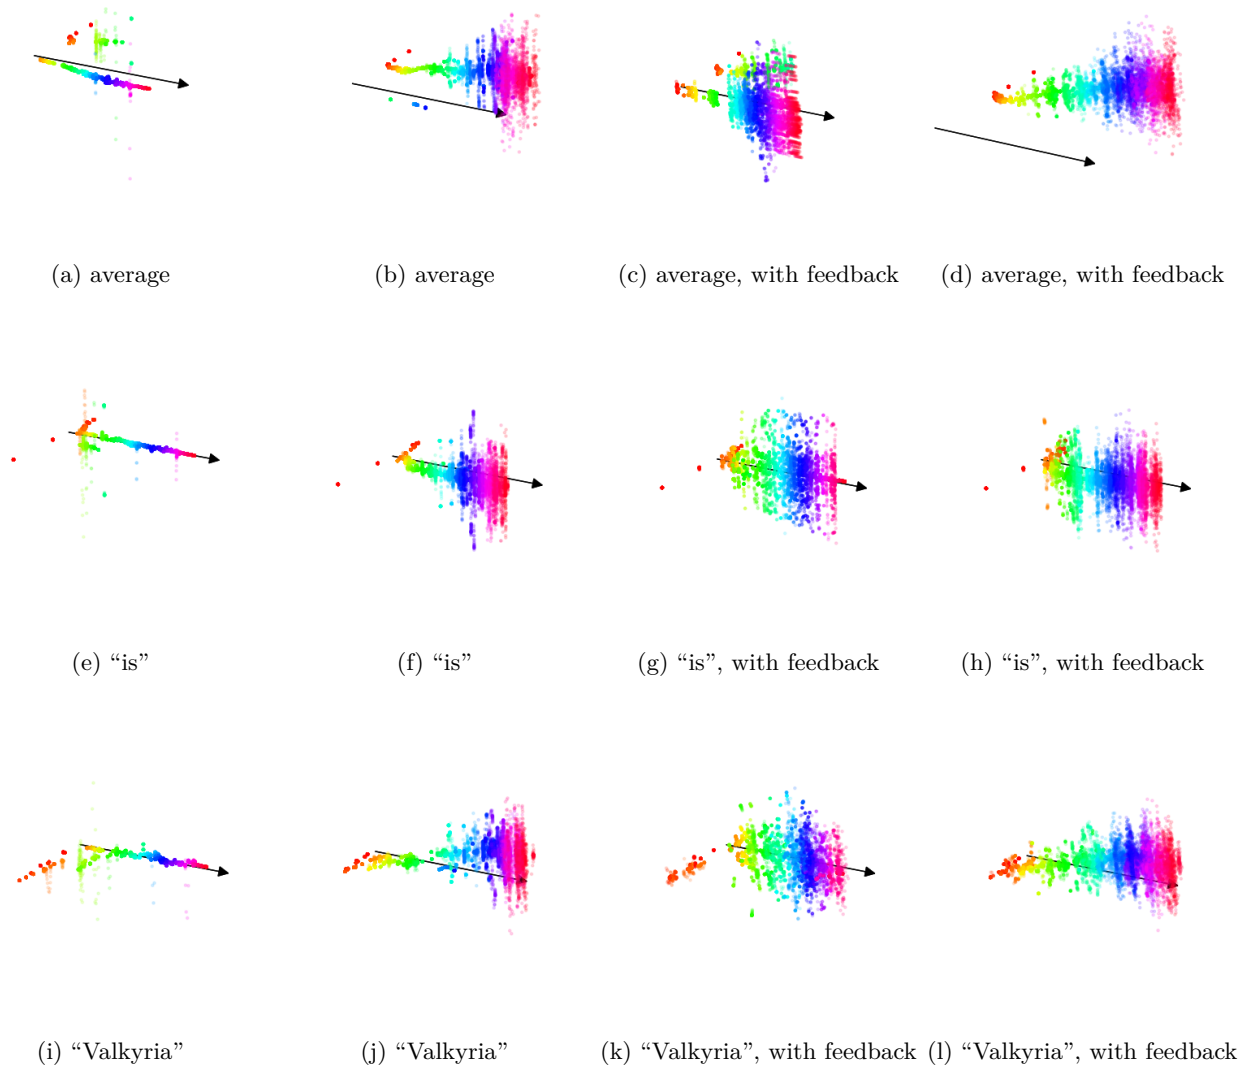 (a) average (b) average (c) average, with feedback (d) average, with feedback
(e) “is” (f) “is” (g) “is”, with feedback (h) “is”, with feedback
(i) “Valkyria” (j) “Valkyria” (k) “Valkyria”, with feedback (l) “Valkyria”, with feedback